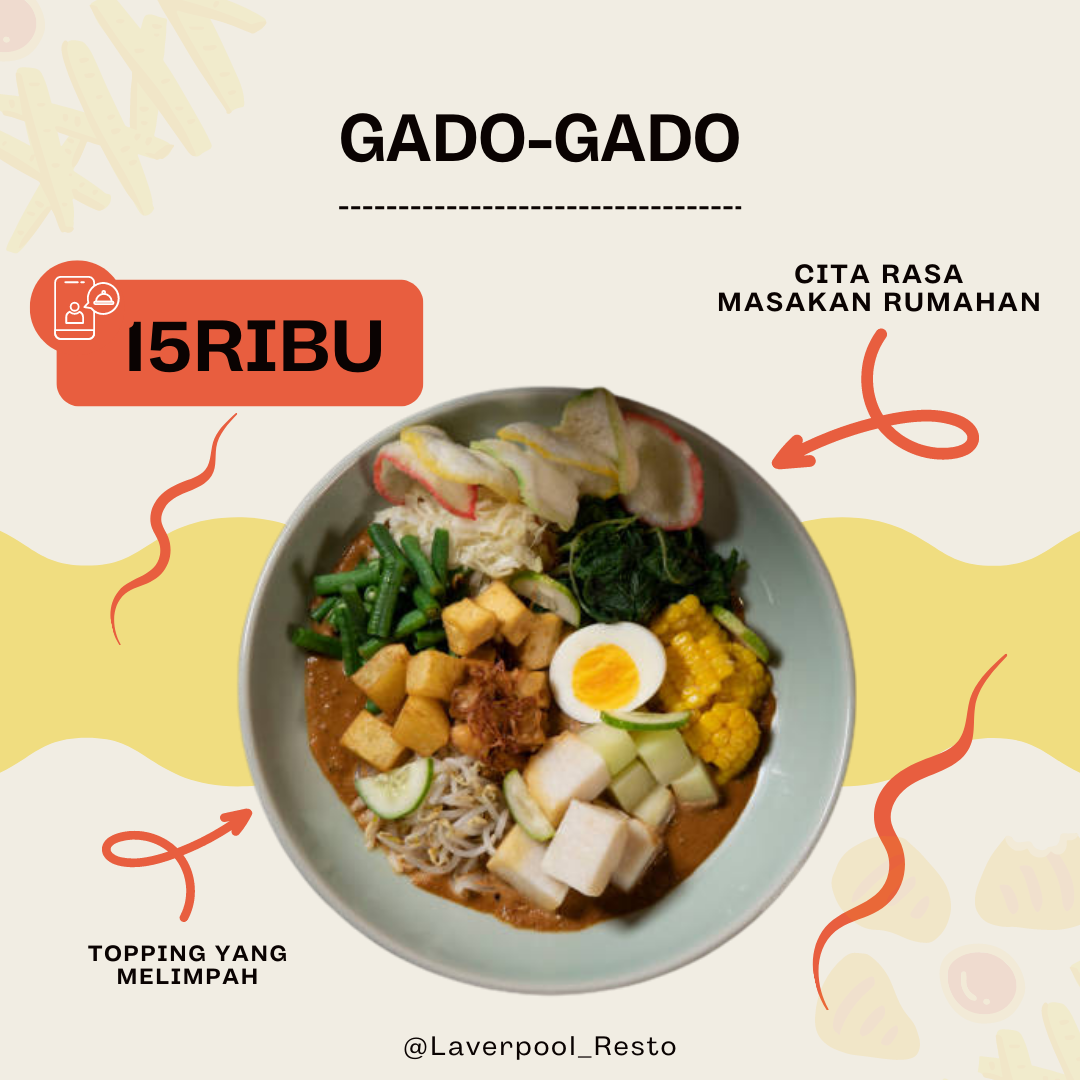 GADO-GADO
15RIBU
CITA RASA
MASAKAN RUMAHAN
TOPPING YANG
MELIMPAH
@Laverpool_Resto